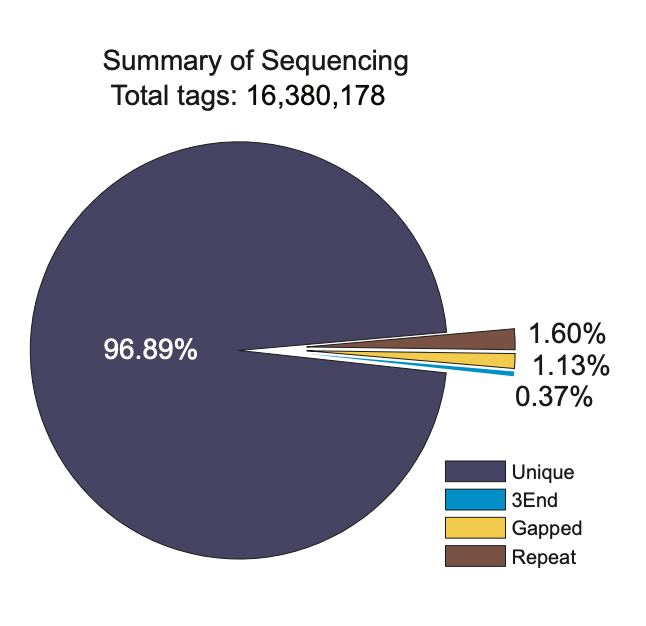 Summary of Sequencing
Total tags: 16,380,178
96.89%
1.60%
1.13%
0.37%
Unique
3End
Gapped
Repeat